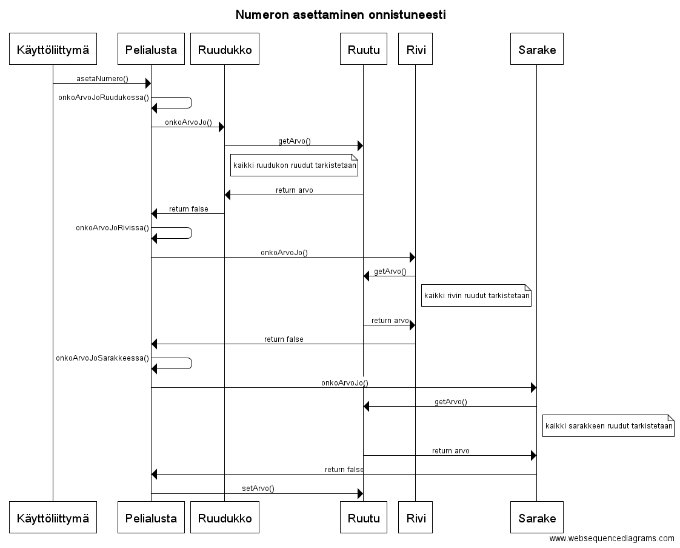 Numeron asettaminen onnistuneesti
Käyttöliittymä Pelialusta Ruudukko Ruutu Rivi Sarake
asetaNumero()
onkoArvoJoRuudukossa()
onkoArvoJo()
getArvo()
kaikki ruudukon ruudut tarkistetaan
return arvo
return false
onkoArvoJoRivissa()
onkoArvoJo()
getArvo()
kaikki rivin ruudut tarkistetaan
return arvo
return false
onkoArvoJoSarakkeessa()
onkoArvoJo()
getArvo()
kaikki sarakkeen ruudut tarkistetaan
return arvo
return false
setArvo()
Käyttöliittymä Pelialusta Ruudukko Ruutu Rivi Sarake
www.websequencediagrams.com